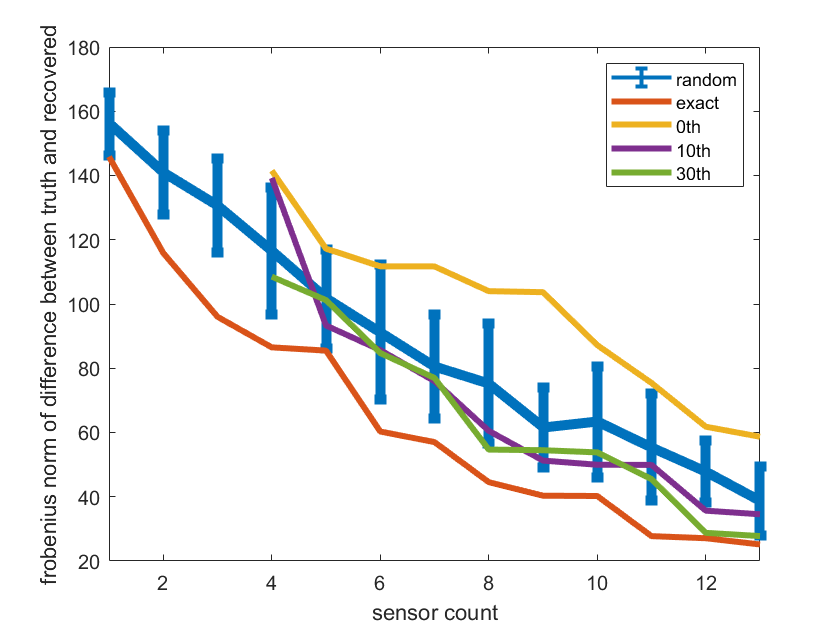 frobenius norm of difference between truth and recovered
180
160
140
120
100
80
60
40
20
random
exact
0th
10th
30th
2
4
6
8
10
12
sensor count